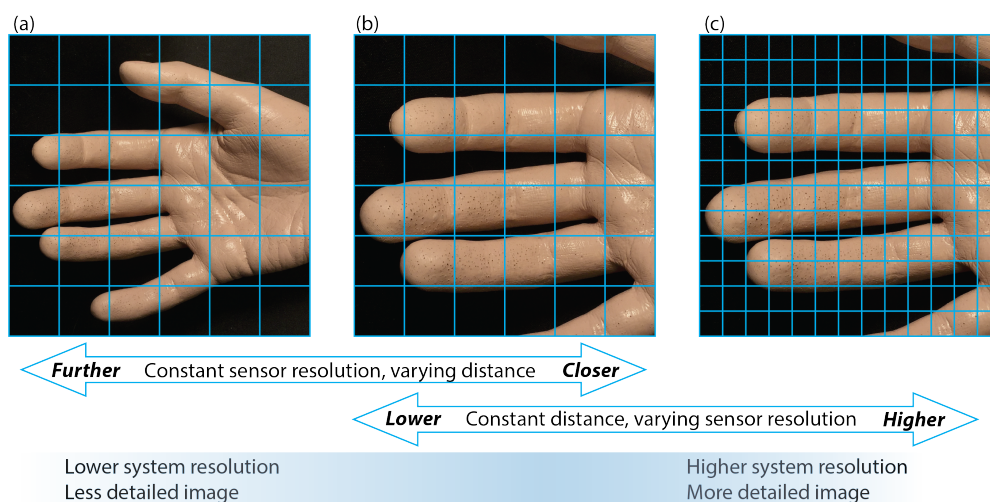 (a)
(b)
(c)
Further Constant sensor resolution, varying distance Closer
Lower Constant distance, varying sensor resolution Higher
Lower system resolution
Less detailed image
Higher system resolution
More detailed image